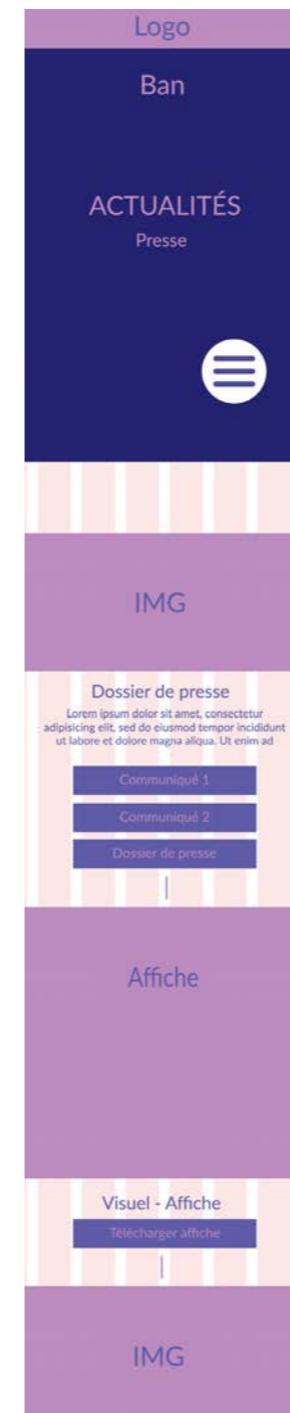 Logo
Ban
ACTUALITÉS
Presse
IMG
Dossier de presse
Lorem ipsum dolor sit amet, consectetur
adipisicing elit, sed do eiusmod tempor incididunt
ut labore et dolore magna aliqua. Ut enim ad
Communiqué 1
Communiqué 2
Dossier de presse
Affiche
Visuel - Affiche
Télécharger affiche
IMG